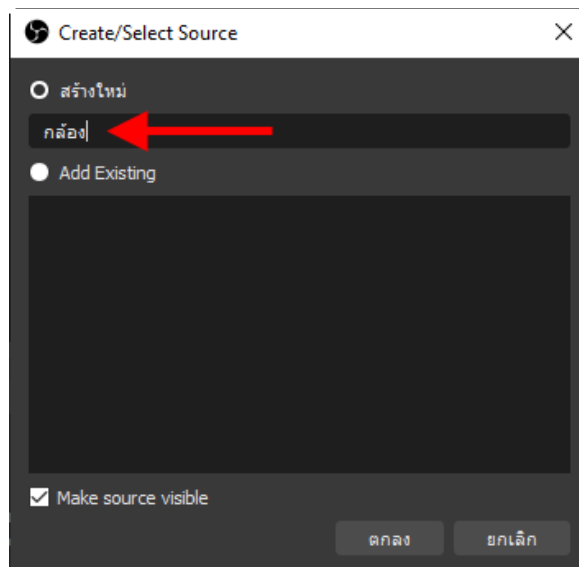 Create/Select Source
สร้างใหม่
กล้อง
Add Existing
Make source visible
ตกลง ยกเลิก